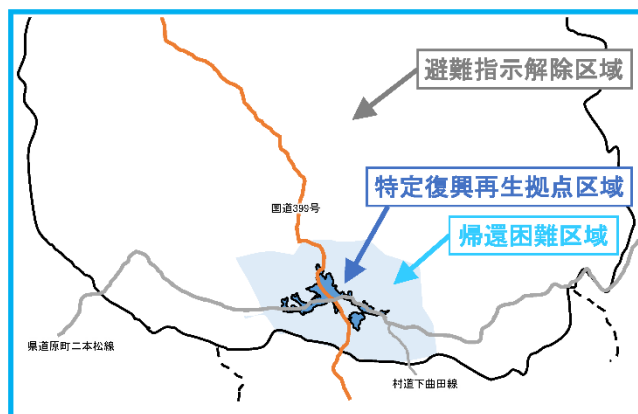 避難指示解除区域
特定復興再生拠点区域
国道399号
帰還困難区域
県道原町二本松線
村道下曲田線